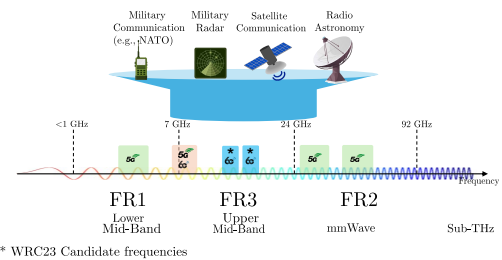 Military
Communication
(e.g., NATO)
Military
Radar
Satellite
Communication
Radio
Astronomy
<1 GHz
7 GHz
24 GHz
92 GHz
5G
5G
6G
*
6G
*
6G
5G
5G
Frequency
FR1
FR3
FR2
Lower
Mid-Band
Upper
Mid-Band
mmWave
Sub-THz
* WRC23 Candidate frequencies